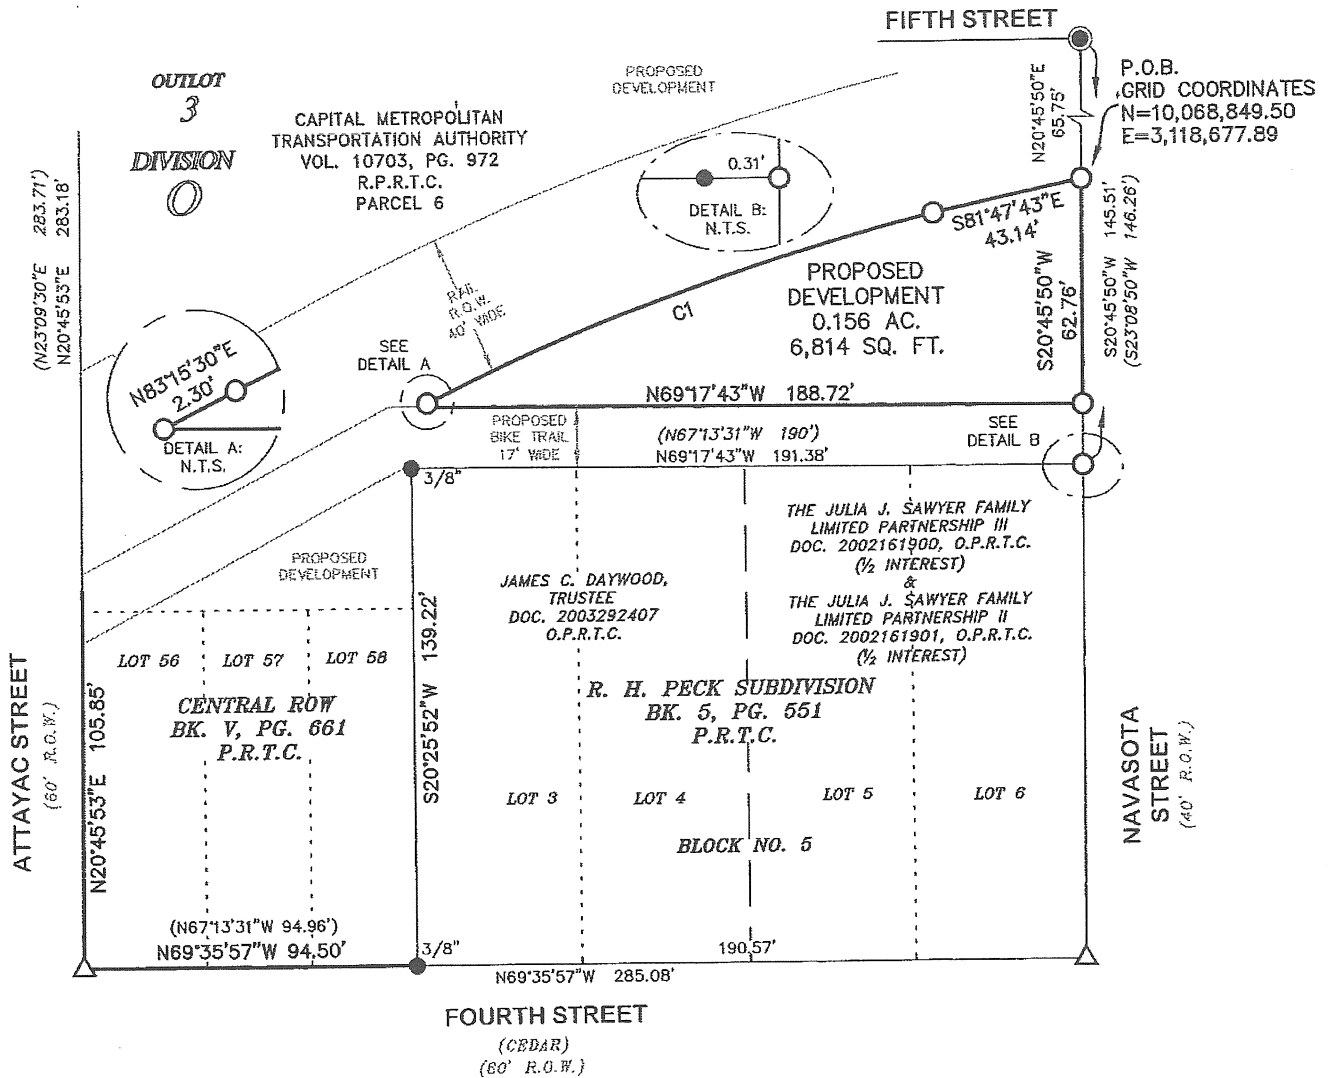 FIFTH STREET
N20°45'50"E
65.75'
P.O.B.
GRID COORDINATES
N=10,068,849.50
E=3,118,677.89
OUTLOT
3
DIVISION
O
CAPITAL METROPOLITAN
TRANSPORTATION AUTHORITY
VOL. 10703, PG. 972
R.P.R.T.C.
PARCEL 6
PROPOSED
DEVELOPMENT
(N23°09'30"E 283.71')
N20°45'53"E 283.18'
0.31'
DETAIL B:
N.T.S.
S81°47'43"E
43.14'
S20°45'50"W
62.76'
S20°45'50"W 145.51'
(S23°08'50"W 146.26')
RAIL
R.O.W.
40' WIDE
C1
PROPOSED
DEVELOPMENT
0.156 AC.
6,814 SQ. FT.
N83°15'30"E
2.30'
DETAIL A:
N.T.S.
SEE
DETAIL A
N69°17'43"W 188.72'
PROPOSED
BIKE TRAIL
17' WIDE
(N67°13'31"W 190')
N69°17'43"W 191.38'
SEE
DETAIL B
3/8"
PROPOSED
DEVELOPMENT
THE JULIA J. SAWYER FAMILY
LIMITED PARTNERSHIP III
DOC. 2002161900, O.P.R.T.C.
(½ INTEREST)
&
THE JULIA J. SAWYER FAMILY
LIMITED PARTNERSHIP II
DOC. 2002161901, O.P.R.T.C.
(½ INTEREST)
JAMES C. DAYWOOD,
TRUSTEE
DOC. 2003292407
O.P.R.T.C.
S20°25'52"W 139.22'
LOT 56
LOT 57
LOT 58
CENTRAL ROW
BK. V, PG. 661
P.R.T.C.
R. H. PECK SUBDIVISION
BK. 5, PG. 551
P.R.T.C.
ATTAYAC STREET
(60' R.O.W.)
N20°45'53"E 105.85'
NAVASOTA
STREET
(40' R.O.W.)
LOT 3
LOT 4
LOT 5
LOT 6
BLOCK NO. 5
(N67°13'31"W 94.96')
N69°35'57"W 94.50'
3/8"
190.57'
N69°35'57"W 285.08'
FOURTH STREET
(CEDAR)
(60' R.O.W.)